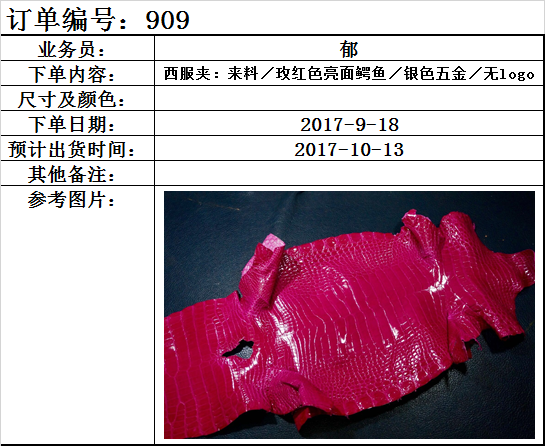 订单编号：909
业务员： 郁
下单内容： 西服夹：来料／玫红色亮面鳄鱼／银色五金／无logo
尺寸及颜色：
下单日期： 2017-9-18
预计出货时间： 2017-10-13
其他备注：
参考图片：